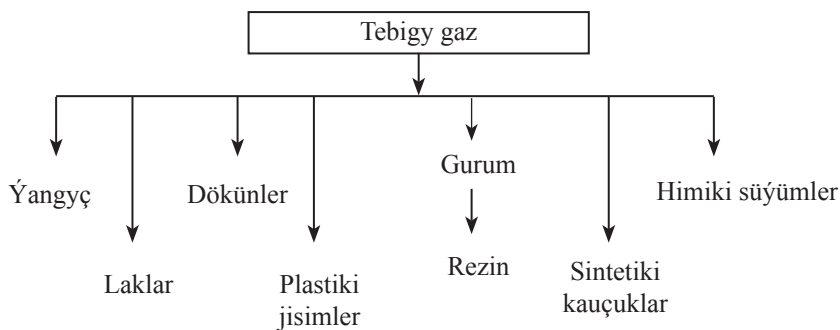 Tebigy gaz
Ýangyç
Dökünler
Gurum
Himiki süýümler
Laklar
Plastiki
jisimler
Rezin
Sintetiki
kauçuklar